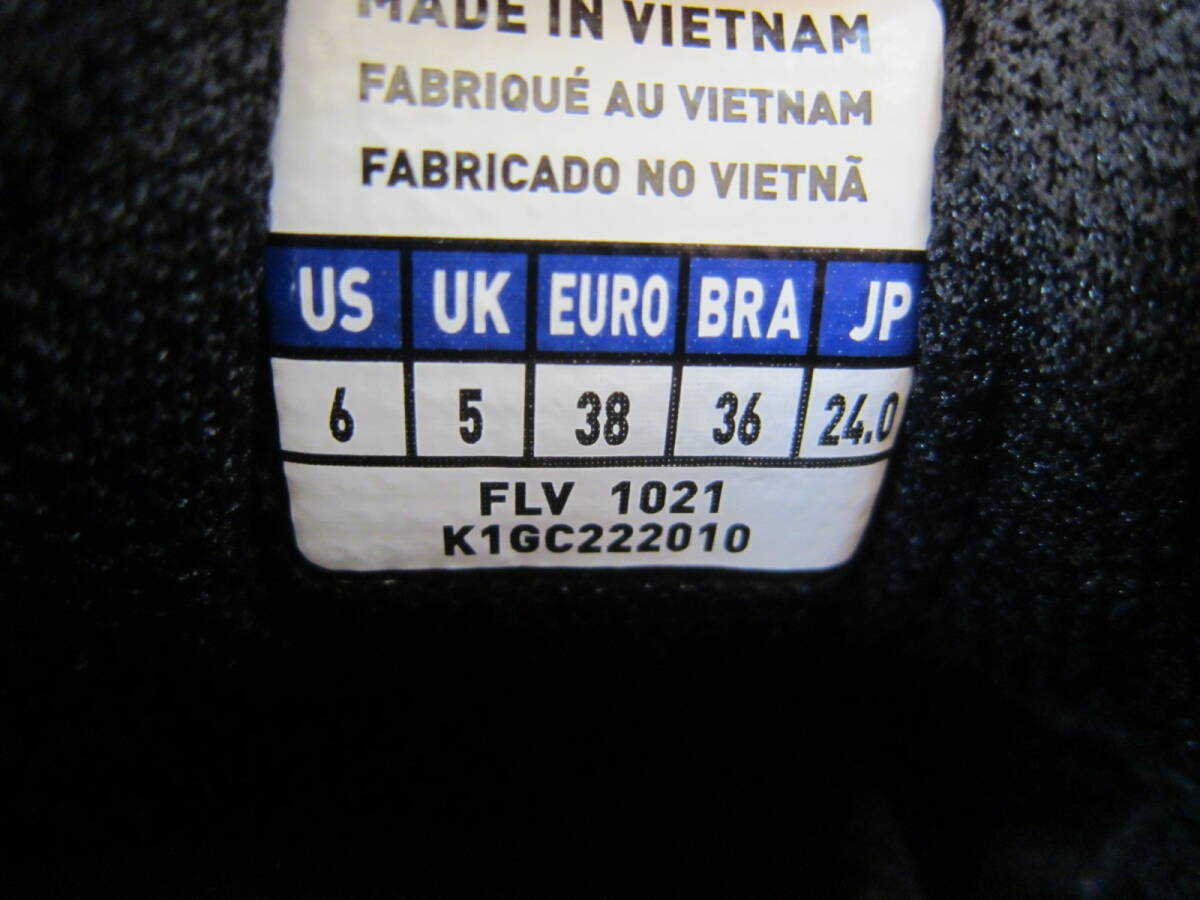 MADE IN VIETNAM
FABRIQUÉ AU VIETNAM
FABRICADO NO VIETNÃ
US UK EURO BRA JP
6 5 38 36 24.0
FLV 1021
K1GC222010